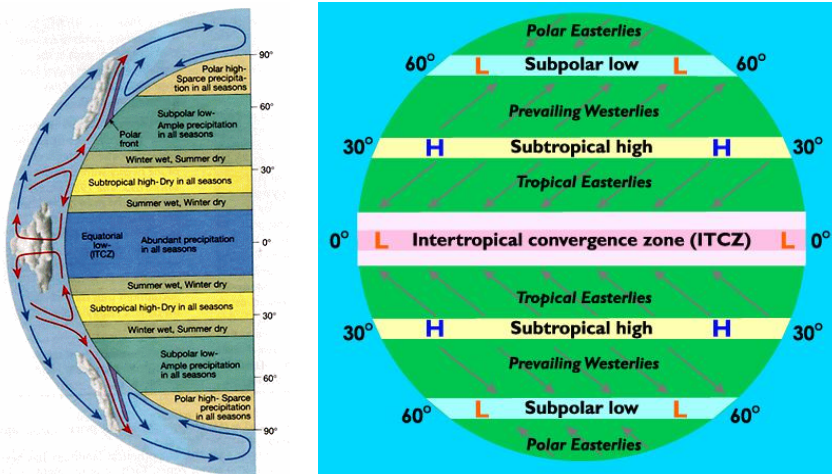 90°
Polar high-
Sparce precipita-
tion in all seasons
60°
Subpolar low-
Ample precipitation
in all seasons
Polar
front
Winter wet, Summer dry
30°
Subtropical high-Dry in all seasons
Summer wet, Winter dry
Equatorial
low-
(ITCZ)
Abundant precipitation
in all seasons
0°
Summer wet, Winter dry
Subtropical high-Dry in all seasons
30°
Winter wet, Summer dry
Subpolar low-
Ample precipitation
in all seasons
60°
Polar high- Sparce
precipitation
in all seasons
90°
Polar Easterlies
60° L Subpolar low L 60°
Prevailing Westerlies
30° H Subtropical high H 30°
Tropical Easterlies
0° L Intertropical convergence zone (ITCZ) L 0°
Tropical Easterlies
30° H Subtropical high H 30°
Prevailing Westerlies
60° L Subpolar low L 60°
Polar Easterlies